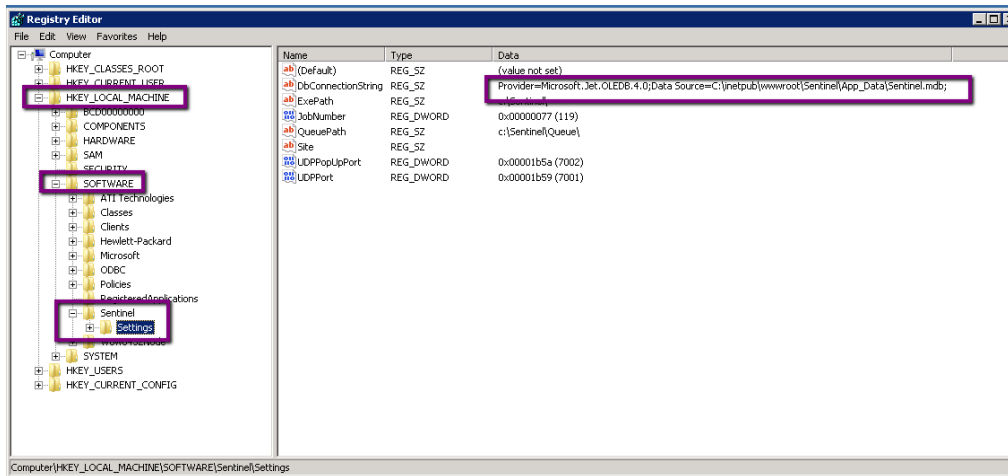 Registry Editor
File Edit View Favorites Help
Computer
HKEY_CLASSES_ROOT
HKEY_CURRENT_USER
HKEY_LOCAL_MACHINE
BCD00000000
COMPONENTS
HARDWARE
SAM
SECURITY
SOFTWARE
ATI Technologies
Classes
Clients
Hewlett-Packard
Microsoft
ODBC
Policies
RegisteredApplications
Sentinel
Settings
Wow6432Node
SYSTEM
HKEY_USERS
HKEY_CURRENT_CONFIG
Name Type Data
(Default) REG_SZ (value not set)
DbConnectionString REG_SZ Provider=Microsoft.Jet.OLEDB.4.0;Data Source=C:\inetpub\wwwroot\Sentinel\App_Data\Sentinel.mdb;
ExePath REG_SZ c:\Sentinel\
JobNumber REG_DWORD 0x00000077 (119)
QueuePath REG_SZ c:\Sentinel\Queue\
Site REG_SZ
UDPPopUpPort REG_DWORD 0x00001b5a (7002)
UDPPort REG_DWORD 0x00001b59 (7001)
Computer\HKEY_LOCAL_MACHINE\SOFTWARE\Sentinel\Settings